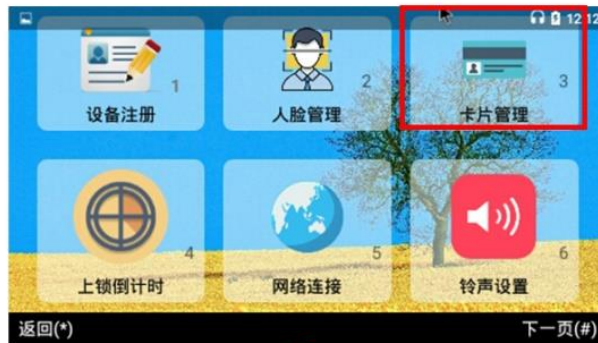 12:12
1
2
3
设备注册
人脸管理
卡片管理
4
5
6
上锁倒计时
网络连接
铃声设置
返回(*)
下一页(#)